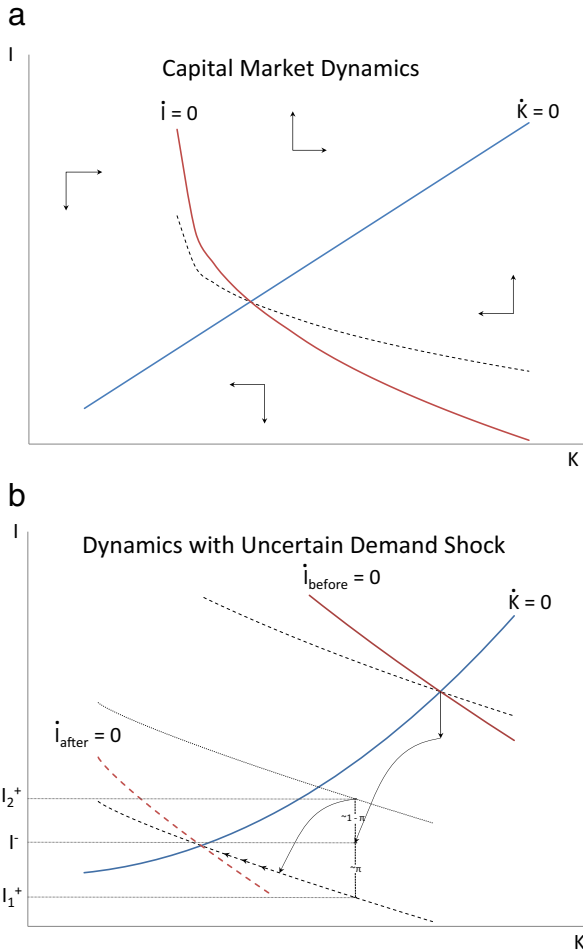 a
I
Capital Market Dynamics
İ = 0
K̇ = 0
K
b
I
Dynamics with Uncertain Demand Shock
İbefore = 0
K̇ = 0
İafter = 0
I₂⁺
~1 - π
I⁻
~π
I₁⁺
K